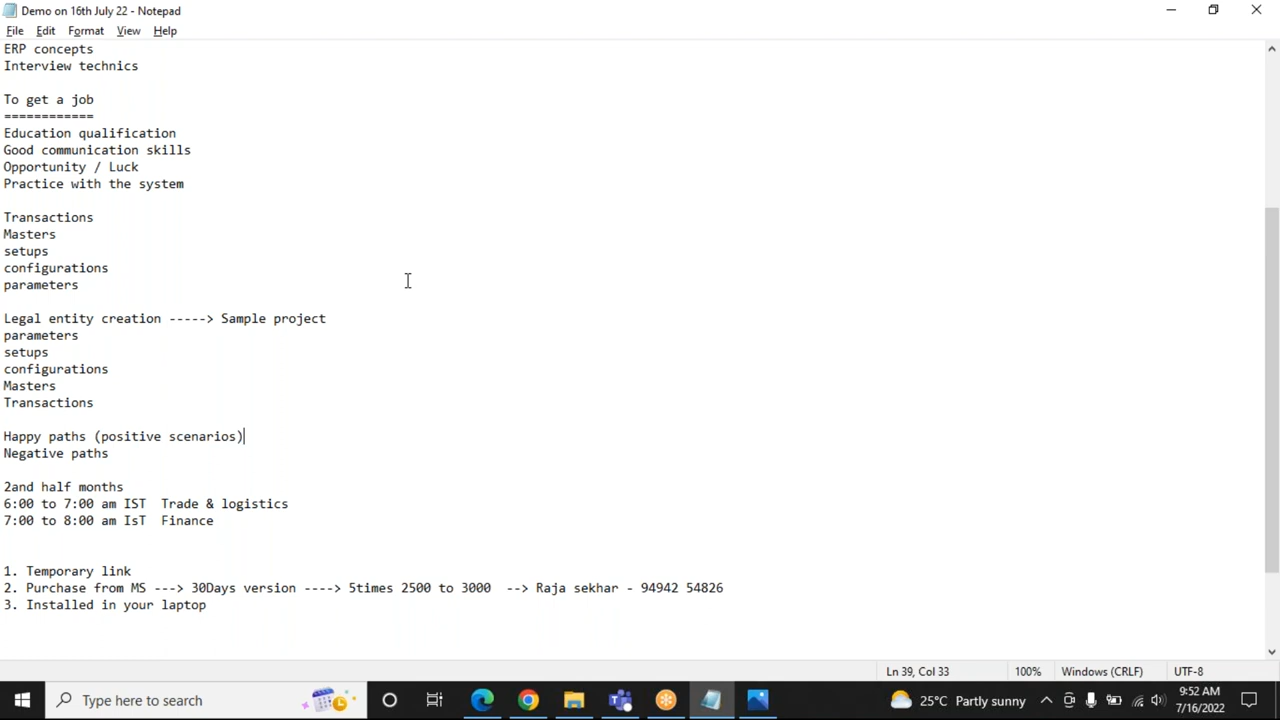 Demo on 16th July 22 - Notepad
File Edit Format View Help
ERP concepts
Interview technics
To get a job
============
Education qualification
Good communication skills
Opportunity / Luck
Practice with the system
Transactions
Masters
setups
configurations
parameters
Legal entity creation -----> Sample project
parameters
setups
configurations
Masters
Transactions
Happy paths (positive scenarios)
Negative paths
2and half months
6:00 to 7:00 am IST  Trade & logistics
7:00 to 8:00 am IsT  Finance
1. Temporary link
2. Purchase from MS ---> 30Days version ----> 5times 2500 to 3000  --> Raja sekhar - 94942 54826
3. Installed in your laptop
Ln 39, Col 33 100% Windows (CRLF) UTF-8
Type here to search 25°C Partly sunny 9:52 AM
7/16/2022